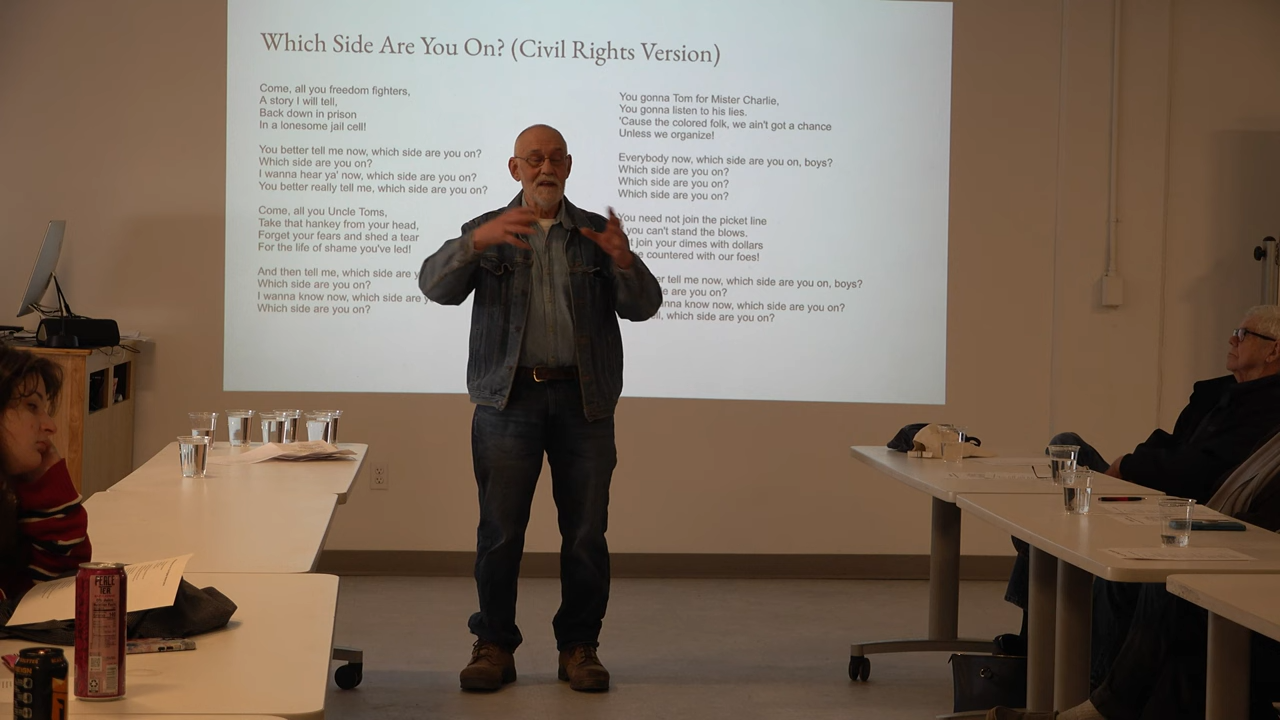 Which Side Are You On? (Civil Rights Version)
Come, all you freedom fighters,
A story I will tell,
Back down in prison
In a lonesome jail cell!
You better tell me now, which side are you on?
Which side are you on?
I wanna hear ya' now, which side are you on?
You better really tell me, which side are you on?
Come, all you Uncle Toms,
Take that hankey from your head,
Forget your fears and shed a tear
For the life of shame you've led!
And then tell me, which side are y
Which side are you on?
I wanna know now, which side are y
Which side are you on?
You gonna Tom for Mister Charlie,
You gonna listen to his lies.
'Cause the colored folk, we ain't got a chance
Unless we organize!
Everybody now, which side are you on, boys?
Which side are you on?
Which side are you on?
Which side are you on?
You need not join the picket line
you can't stand the blows.
join your dimes with dollars
countered with our foes!
tell me now, which side are you on, boys?
are you on?
know now, which side are you on?
which side are you on?